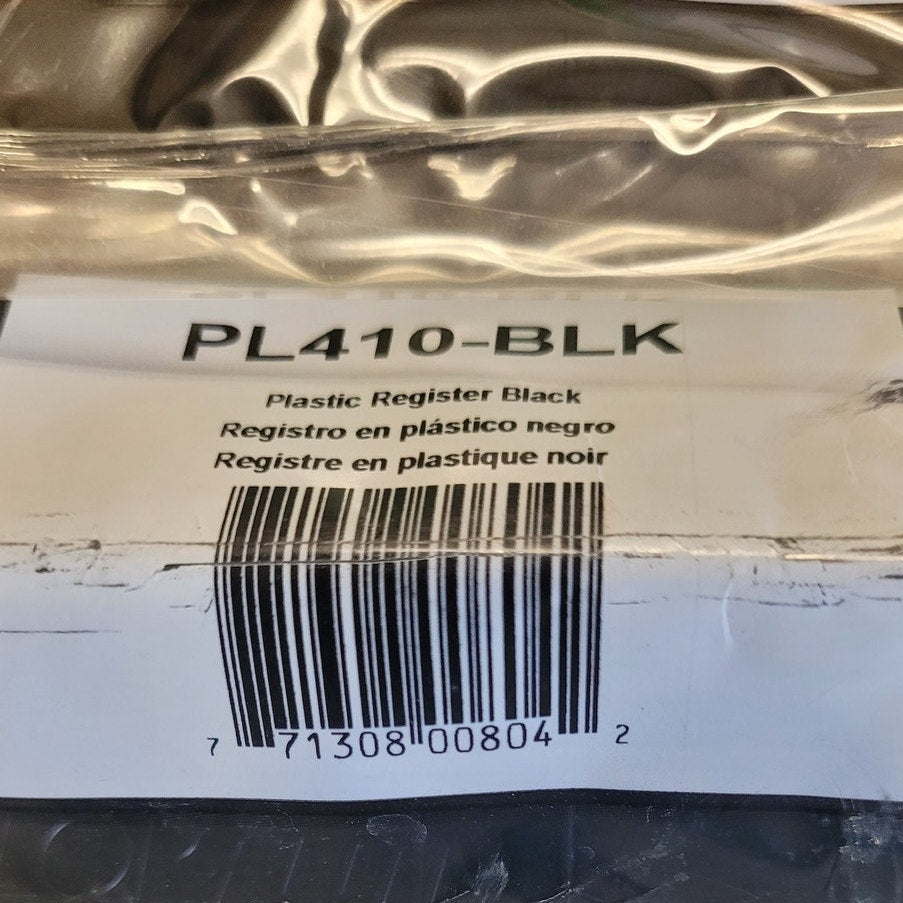 PL410-BLK
Plastic Register Black
Registro en plástico negro
Registre en plastique noir
7 71308 00804 2